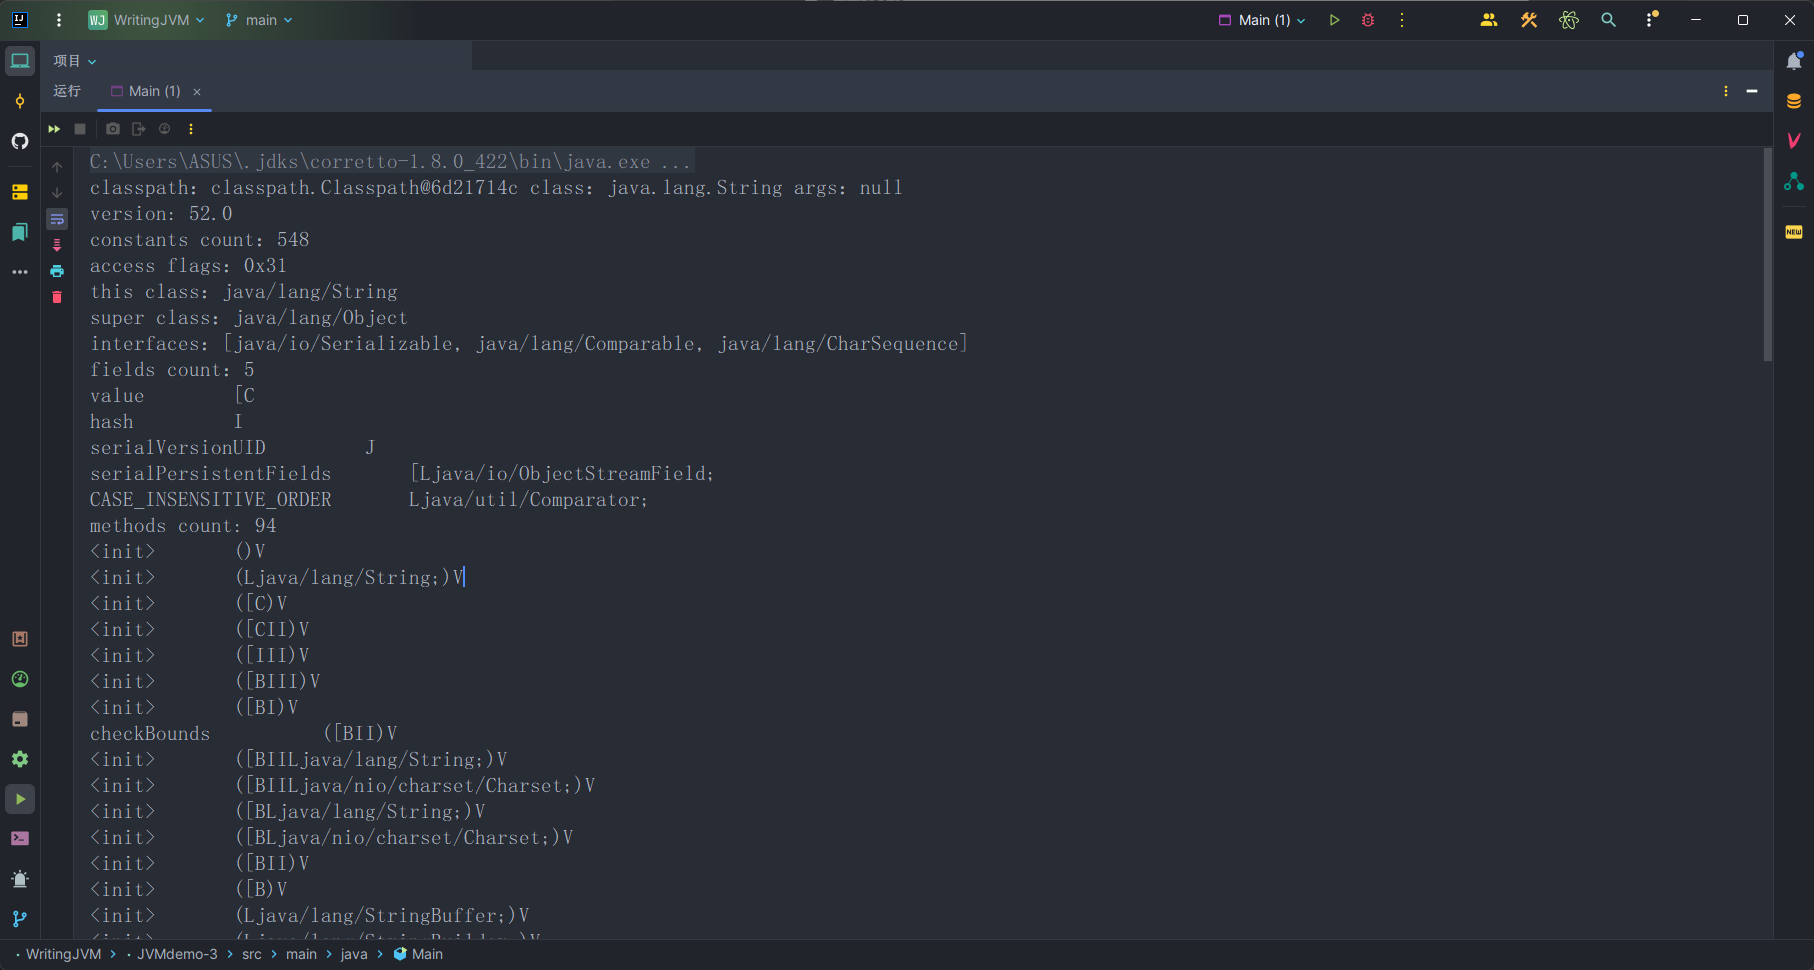 WJ WritingJVM main Main (1)
项目
运行 Main (1)
C:\Users\ASUS\.jdks\corretto-1.8.0_422\bin\java.exe ...
classpath: classpath.Classpath@6d21714c class: java.lang.String args: null
version: 52.0
constants count: 548
access flags: 0x31
this class: java/lang/String
super class: java/lang/Object
interfaces: [java/io/Serializable, java/lang/Comparable, java/lang/CharSequence]
fields count: 5
value [C
hash I
serialVersionUID J
serialPersistentFields [Ljava/io/ObjectStreamField;
CASE_INSENSITIVE_ORDER Ljava/util/Comparator;
methods count: 94
<init> ()V
<init> (Ljava/lang/String;)V
<init> ([C)V
<init> ([CII)V
<init> ([III)V
<init> ([BIII)V
<init> ([BI)V
checkBounds ([BII)V
<init> ([BIILjava/lang/String;)V
<init> ([BIILjava/nio/charset/Charset;)V
<init> ([BLjava/lang/String;)V
<init> ([BLjava/nio/charset/Charset;)V
<init> ([BII)V
<init> ([B)V
<init> (Ljava/lang/StringBuffer;)V
<init> (Ljava/lang/StringBuilder;)V
NEW
WritingJVM > JVMdemo-3 > src > main > java > Main